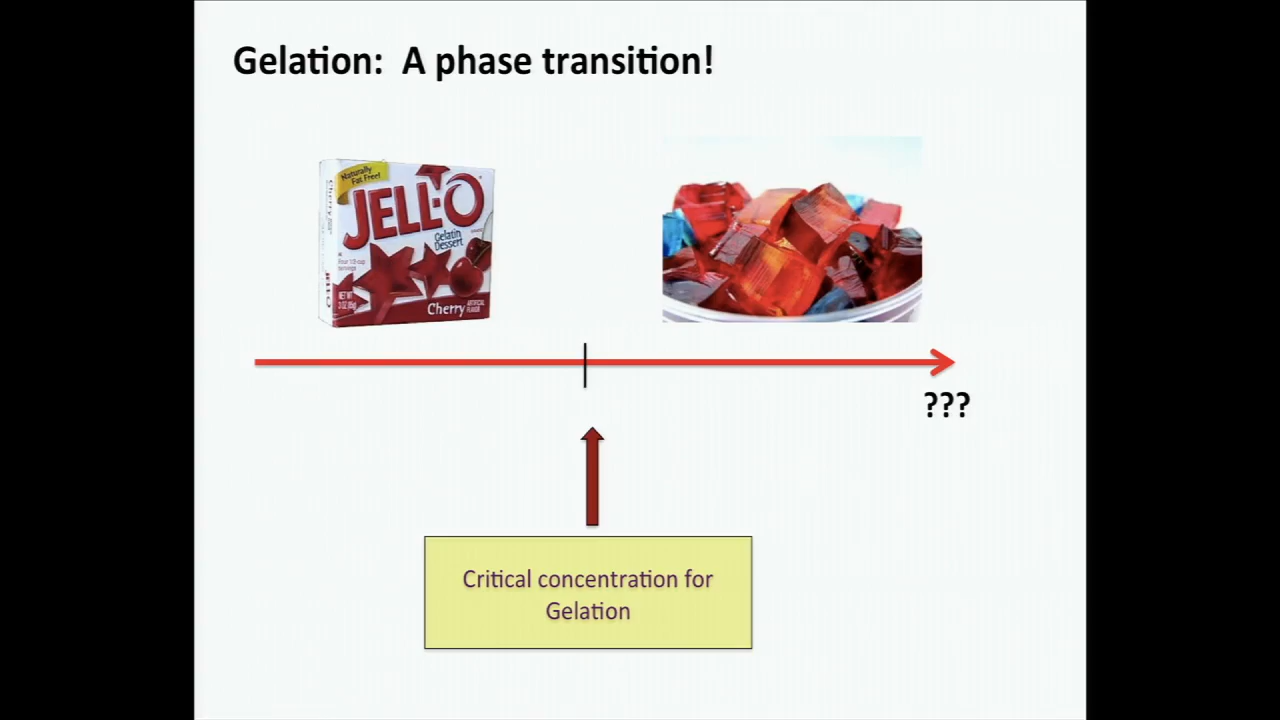 Gelation:  A phase transition!
Naturally
Fat Free!
JELL-O
Gelatin
Dessert
Cherry
ARTIFICIAL
FLAVOR
???
Critical concentration for
Gelation